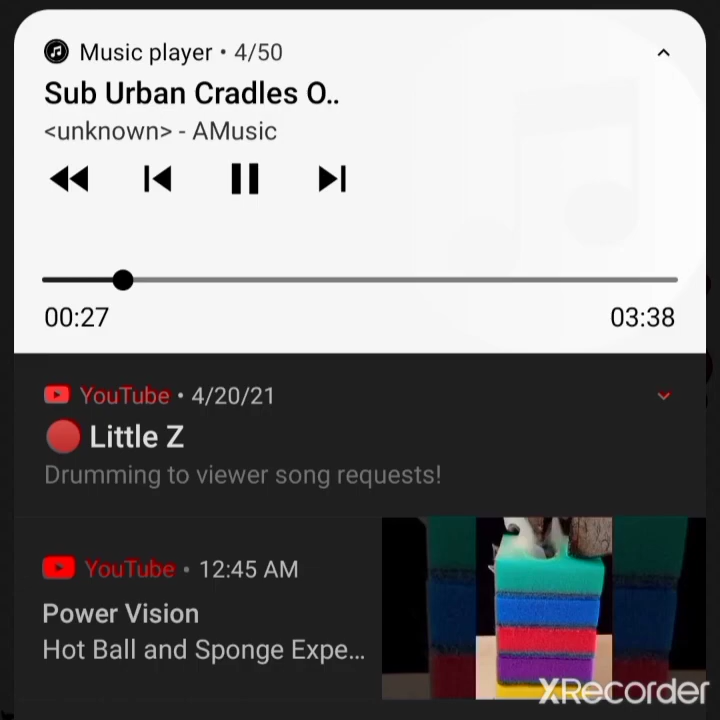 Music player • 4/50
Sub Urban Cradles O..
<unknown> - AMusic
00:27
03:38
YouTube • 4/20/21
Little Z
Drumming to viewer song requests!
YouTube • 12:45 AM
Power Vision
Hot Ball and Sponge Expe...
XRecorder